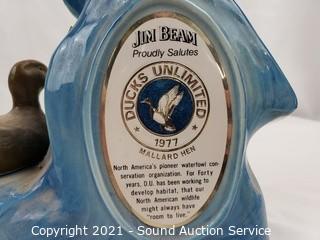 JIM BEAM
Proudly Salutes
DUCKS UNLIMITED
1977
MALLARD HEN
North America's pioneer waterfowl con-
servation organization. For Forty
years, D.U. has been working to
develop habitat, that our
North American wildlife
might always have
"room to live."
Copyright 2021 - Sound Auction Service